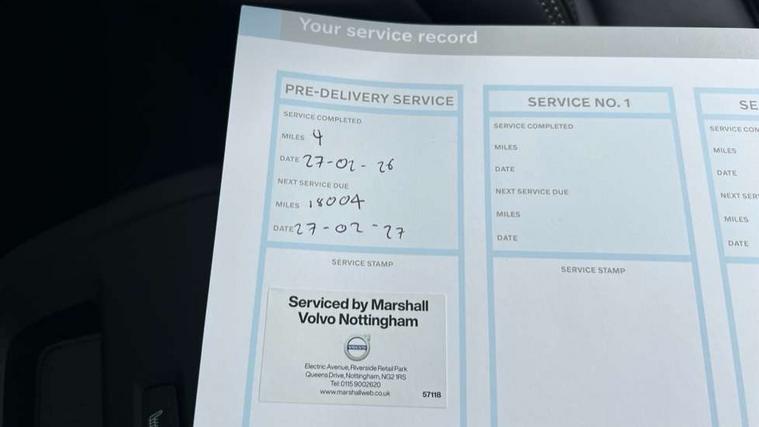 Your service record
PRE-DELIVERY SERVICE
SERVICE COMPLETED
MILES 4
DATE 27-02-26
NEXT SERVICE DUE
MILES 18004
DATE 27-02-27
SERVICE STAMP
Serviced by Marshall
Volvo Nottingham
VOLVO
Electric Avenue, Riverside Retail Park
Queens Drive, Nottingham, NG2 1RS
Tel: 0115 9002620
www.marshallweb.co.uk
57118
SERVICE NO. 1
SERVICE COMPLETED
MILES
DATE
NEXT SERVICE DUE
MILES
DATE
SERVICE STAMP
SE
SERVICE COM
MILES
DATE
NEXT SER
MILES
DATE